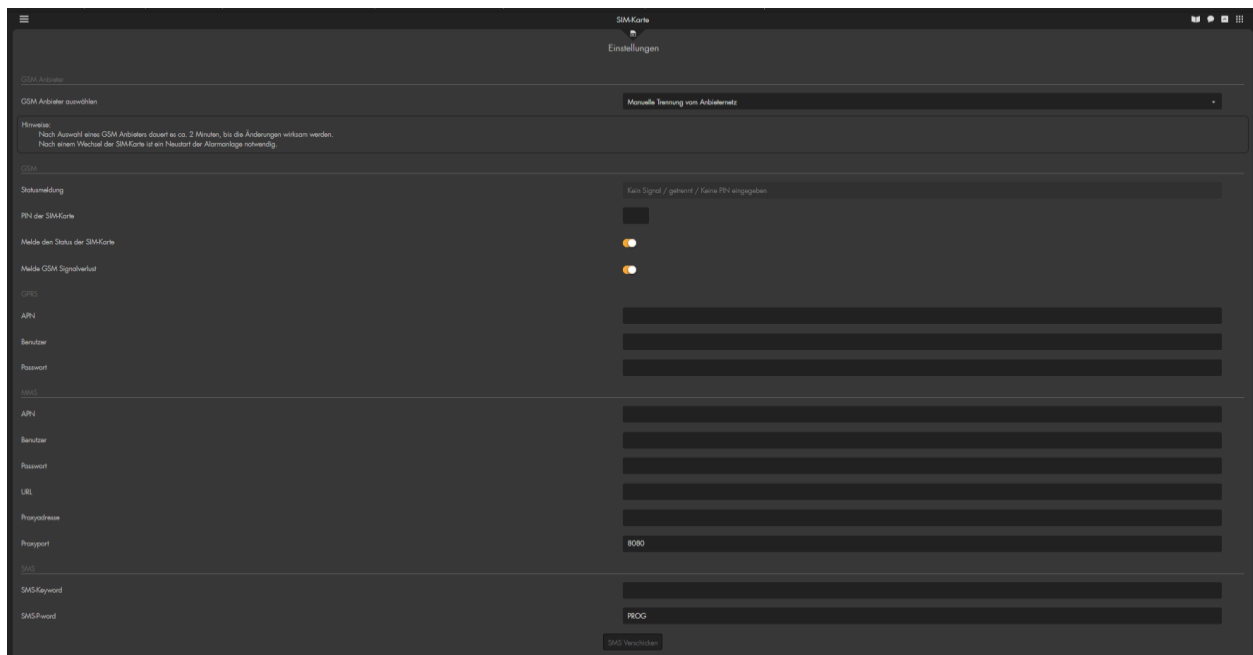 SIM-Karte
Einstellungen
GSM Anbieter
GSM Anbieter auswählen
Manuelle Trennung vom Anbieternetz
Hinweise:
Nach Auswahl eines GSM Anbieters dauert es ca. 2 Minuten, bis die Änderungen wirksam werden.
Nach einem Wechsel der SIM-Karte ist ein Neustart der Alarmanlage notwendig.
GSM
Statusmeldung
Kein Signal / getrennt / Keine PIN eingegeben
PIN der SIM-Karte
Melde den Status der SIM-Karte
Melde GSM Signalverlust
GPRS
APN
Benutzer
Passwort
MMS
APN
Benutzer
Passwort
URL
Proxyadresse
Proxyport
8080
SMS
SMS-Keyword
SMS-P-word
PROG
SMS Verschicken